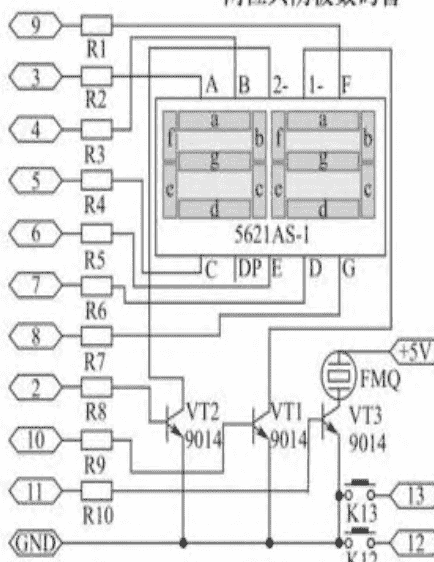 9
R1
3
R2
A B 2- 1- F
4
R3
a a
f b f b
g g
e c e c
d d
5
R4
5621AS-1
6
R5
C DP E D G
7
R6
8
R7
+5V
FMQ
2
R8
VT2
9014
VT1
9014
VT3
9014
10
R9
11
R10
13
K13
GND
12